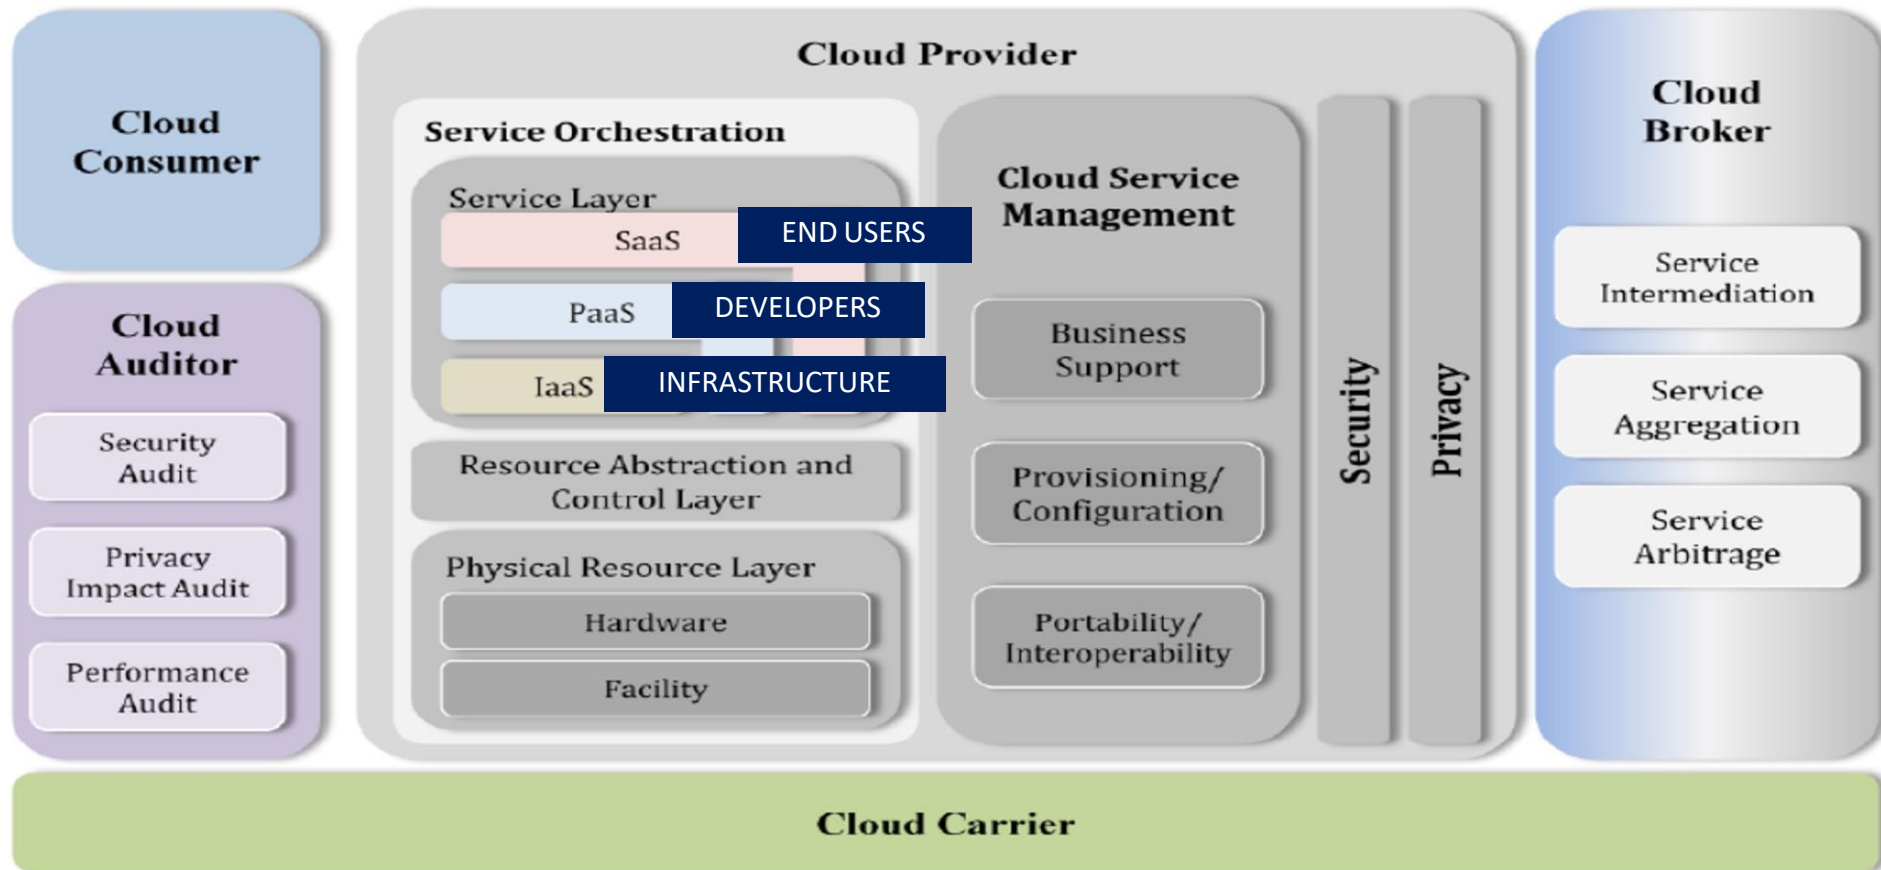 Cloud
Consumer
Cloud
Auditor
Security
Audit
Privacy
Impact Audit
Performance
Audit
Cloud Provider
Service Orchestration
Service Layer
SaaS
END USERS
PaaS
DEVELOPERS
IaaS
INFRASTRUCTURE
Resource Abstraction and
Control Layer
Physical Resource Layer
Hardware
Facility
Cloud Service
Management
Business
Support
Provisioning/
Configuration
Portability/
Interoperability
Security
Privacy
Cloud
Broker
Service
Intermediation
Service
Aggregation
Service
Arbitrage
Cloud Carrier